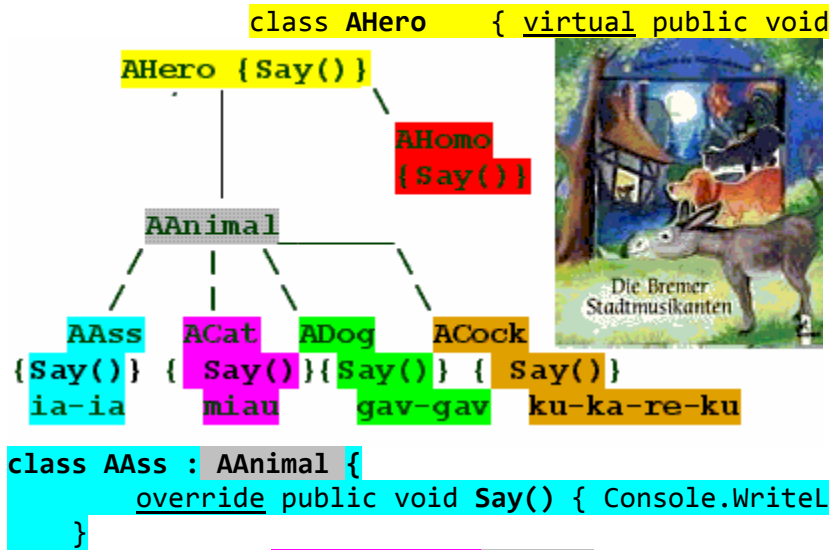 class AHero { virtual public void
AHero {Say()}
AHomo
{Say()}
AAnimal
Die Bremer
Stadtmusikanten
AAss ACat ADog ACock
{Say()} { Say()}{Say()} { Say()}
ia-ia miau gav-gav ku-ka-re-ku
class AAss : AAnimal {
override public void Say() { Console.WriteL
}